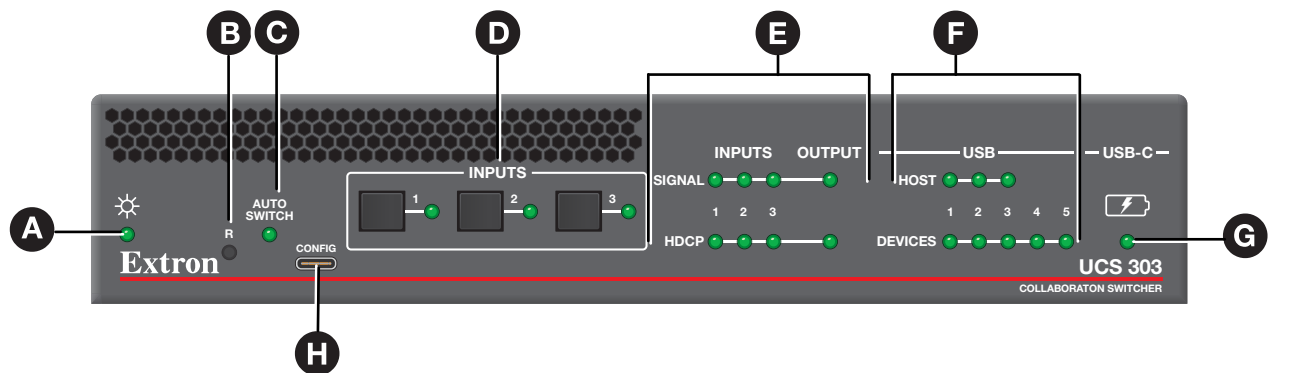 B C D E F
INPUTS OUTPUT USB USB-C
INPUTS
SIGNAL HOST
AUTO
SWITCH
1 2 3
1 2 3 1 2 3 4 5
A
R
HDCP DEVICES
G
CONFIG
Extron
UCS 303
COLLABORATON SWITCHER
H